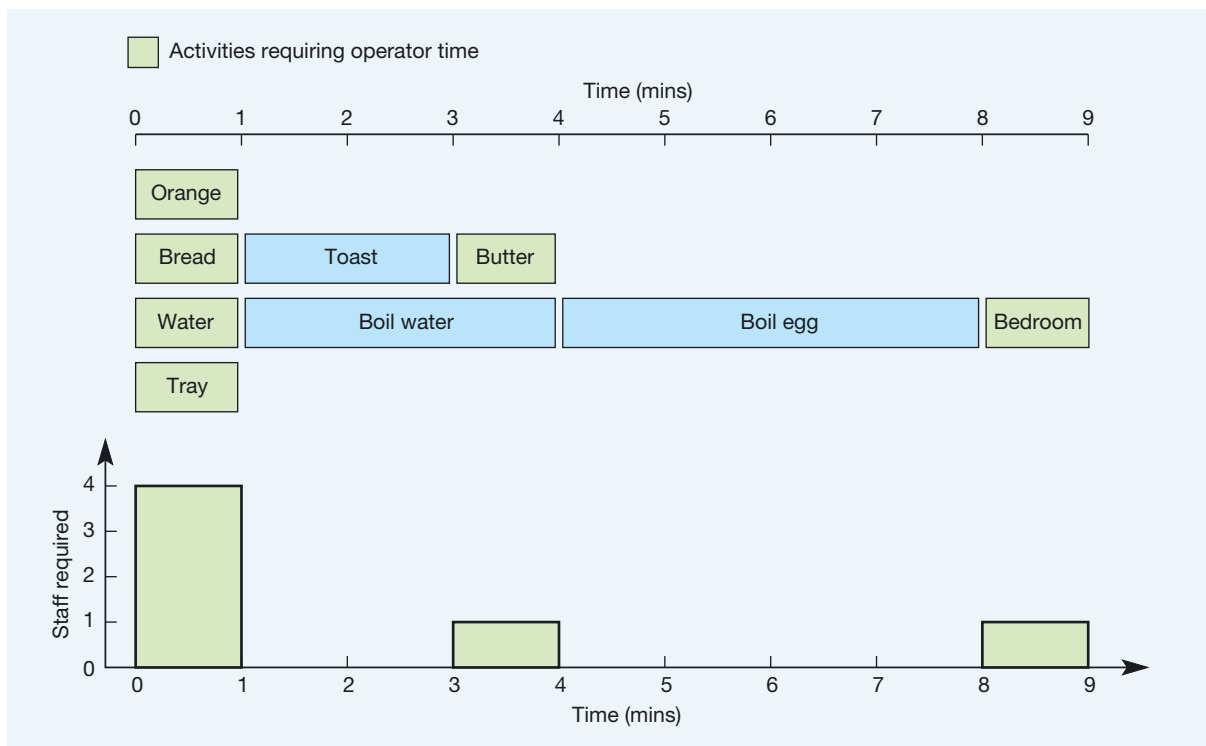 Activities requiring operator time
Time (mins)
0 1 2 3 4 5 6 7 8 9
Orange
Bread Toast Butter
Water Boil water Boil egg Bedroom
Tray
Staff required
4
3
2
1
0
0 1 2 3 4 5 6 7 8 9
Time (mins)